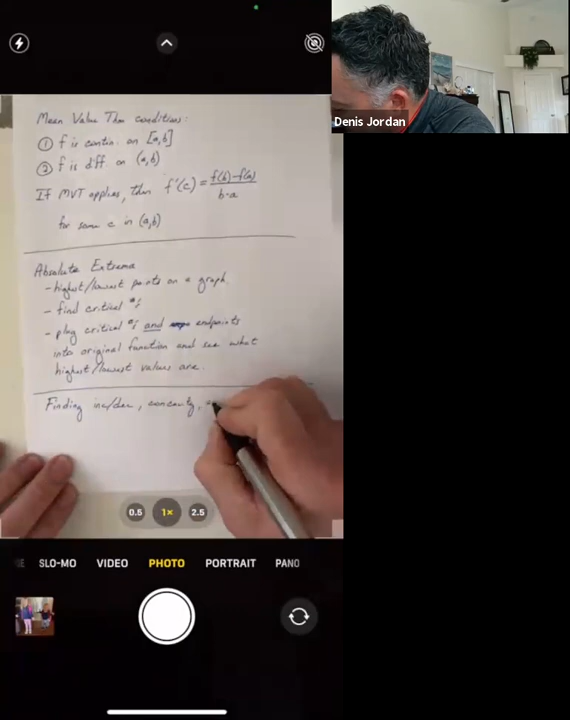 Denis Jordan
Mean Value Thm conditions:
① f is contin. on [a,b]
② f is diff. on (a,b)
If MVT applies, then f'(c) = f(b)-f(a) / b-a
for some c in (a,b)
Absolute Extrema
- highest/lowest points on a graph.
- find critical #s
- plug critical #s and endpoints
into original function and see what
highest/lowest values are.
Finding inc/dec, concavity,
0.5 1× 2.5
SLO-MO VIDEO PHOTO PORTRAIT PANO